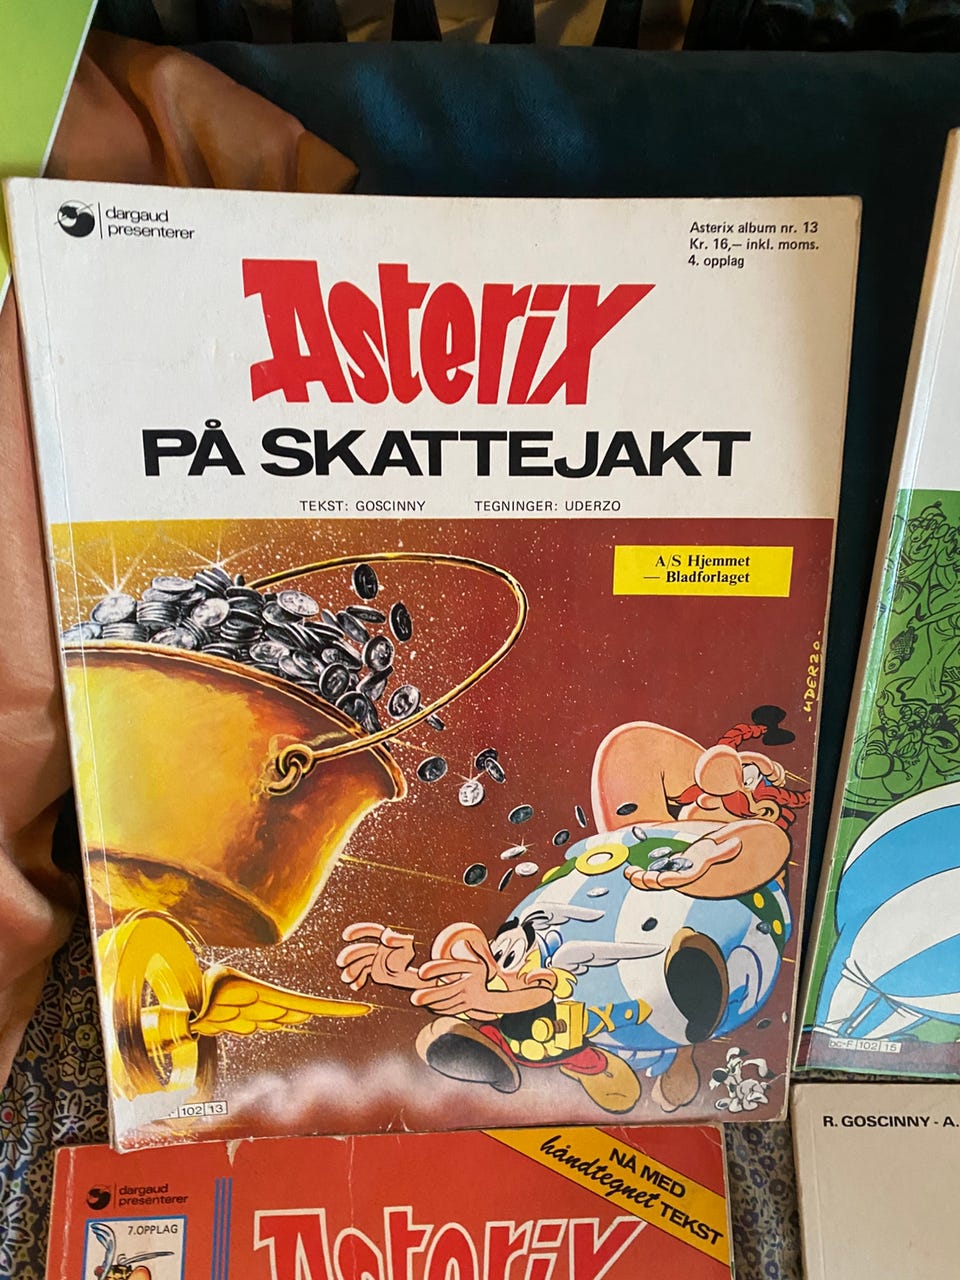 dargaud
presenterer
Asterix album nr. 13
Kr. 16,— inkl. moms.
4. opplag
Asterix
PÅ SKATTEJAKT
TEKST: GOSCINNY TEGNINGER: UDERZO
A/S Hjemmet
— Bladforlaget
-UDERZO-
102 13
oc-F 102 15
R. GOSCINNY - A.
dargaud
presenterer
7. OPPLAG
NÅ MED
håndtegnet TEKST
Asterix